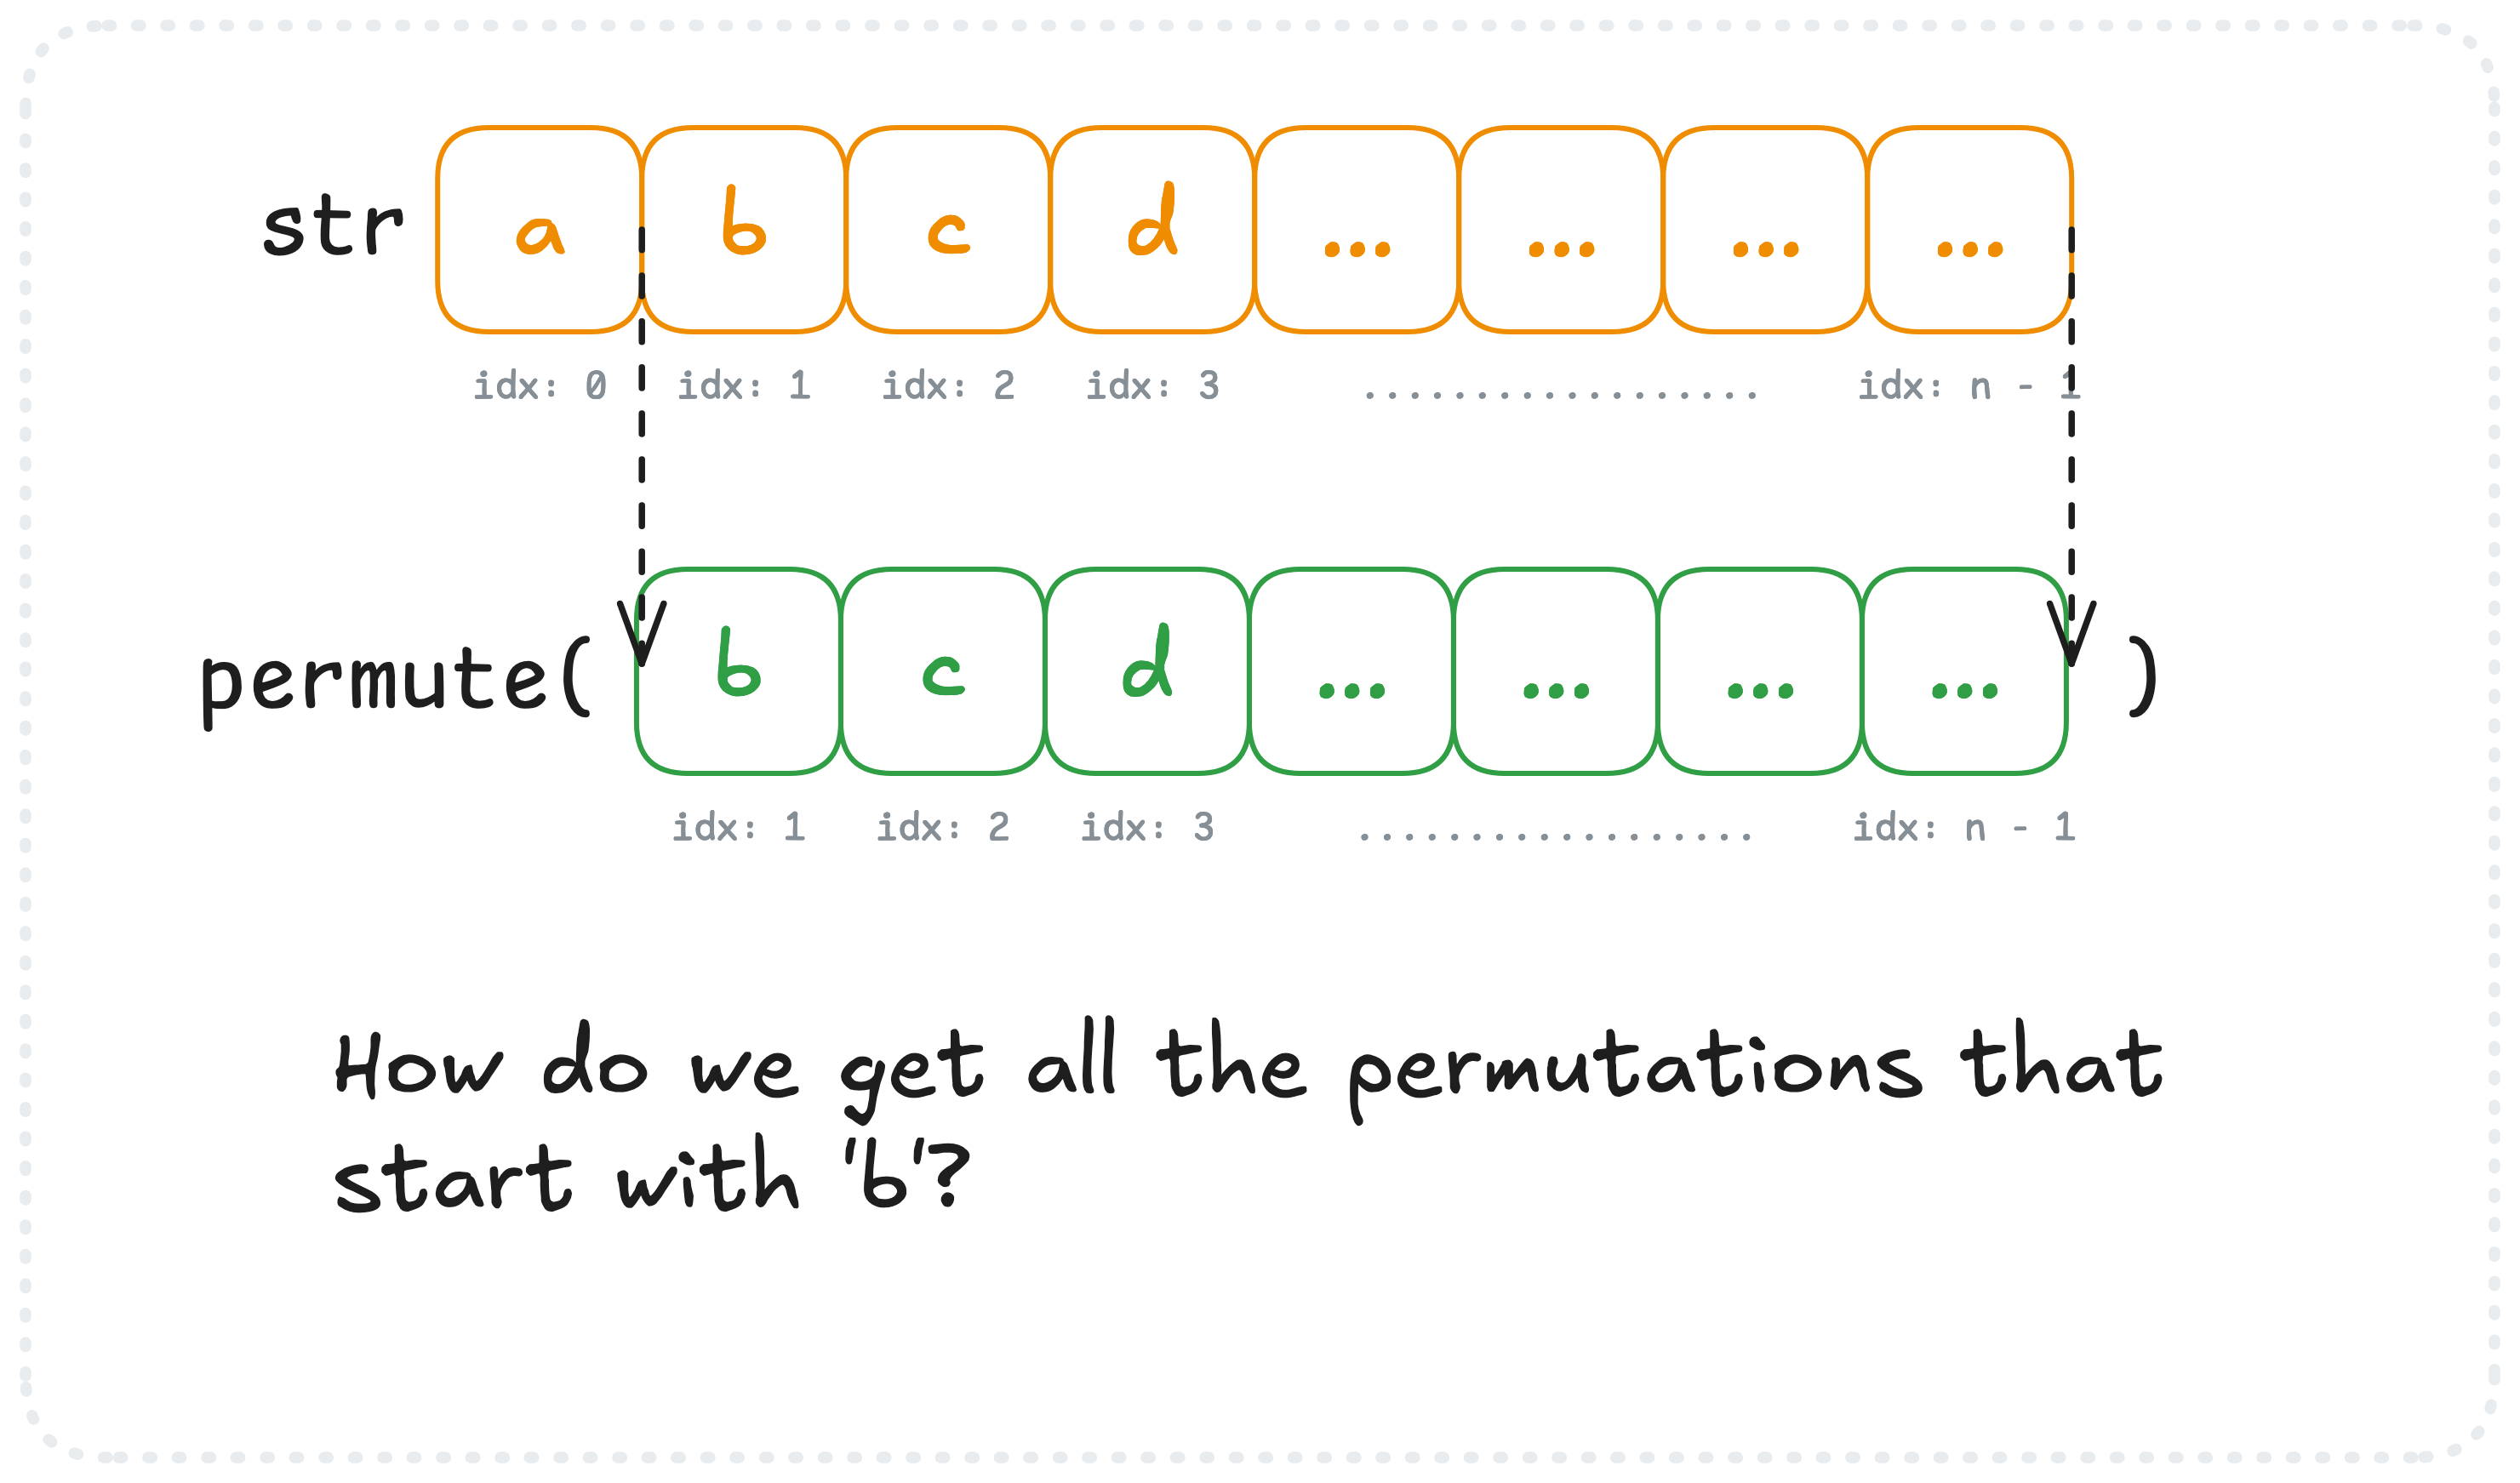 str a b c d ... ... ... ...
idx: 0 idx: 1 idx: 2 idx: 3 .................. idx: n - 1
permute( b c d ... ... ... ... )
idx: 1 idx: 2 idx: 3 .................. idx: n - 1
How do we get all the permutations that
start with 'b'?